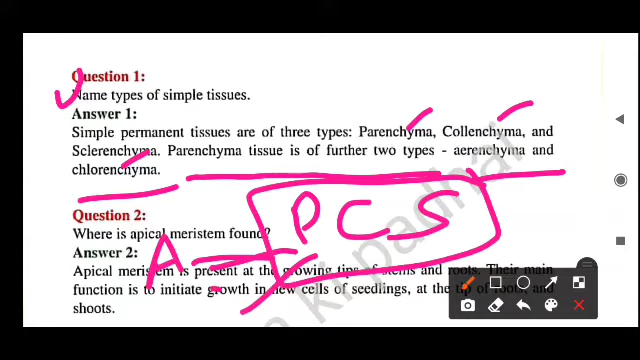 Question 1:
Name types of simple tissues.
Answer 1:
Simple permanent tissues are of three types: Parenchyma, Collenchyma, and
Sclerenchyma. Parenchyma tissue is of further two types - aerenchyma and
chlorenchyma.
Question 2:
PCS
Where is apical meristem found?
A
Answer 2:
Apical meristem is present at the growing tips of stems and roots. Their main
function is to initiate growth in new cells of seedlings, at the tip of roots, and
shoots.
ki padhai